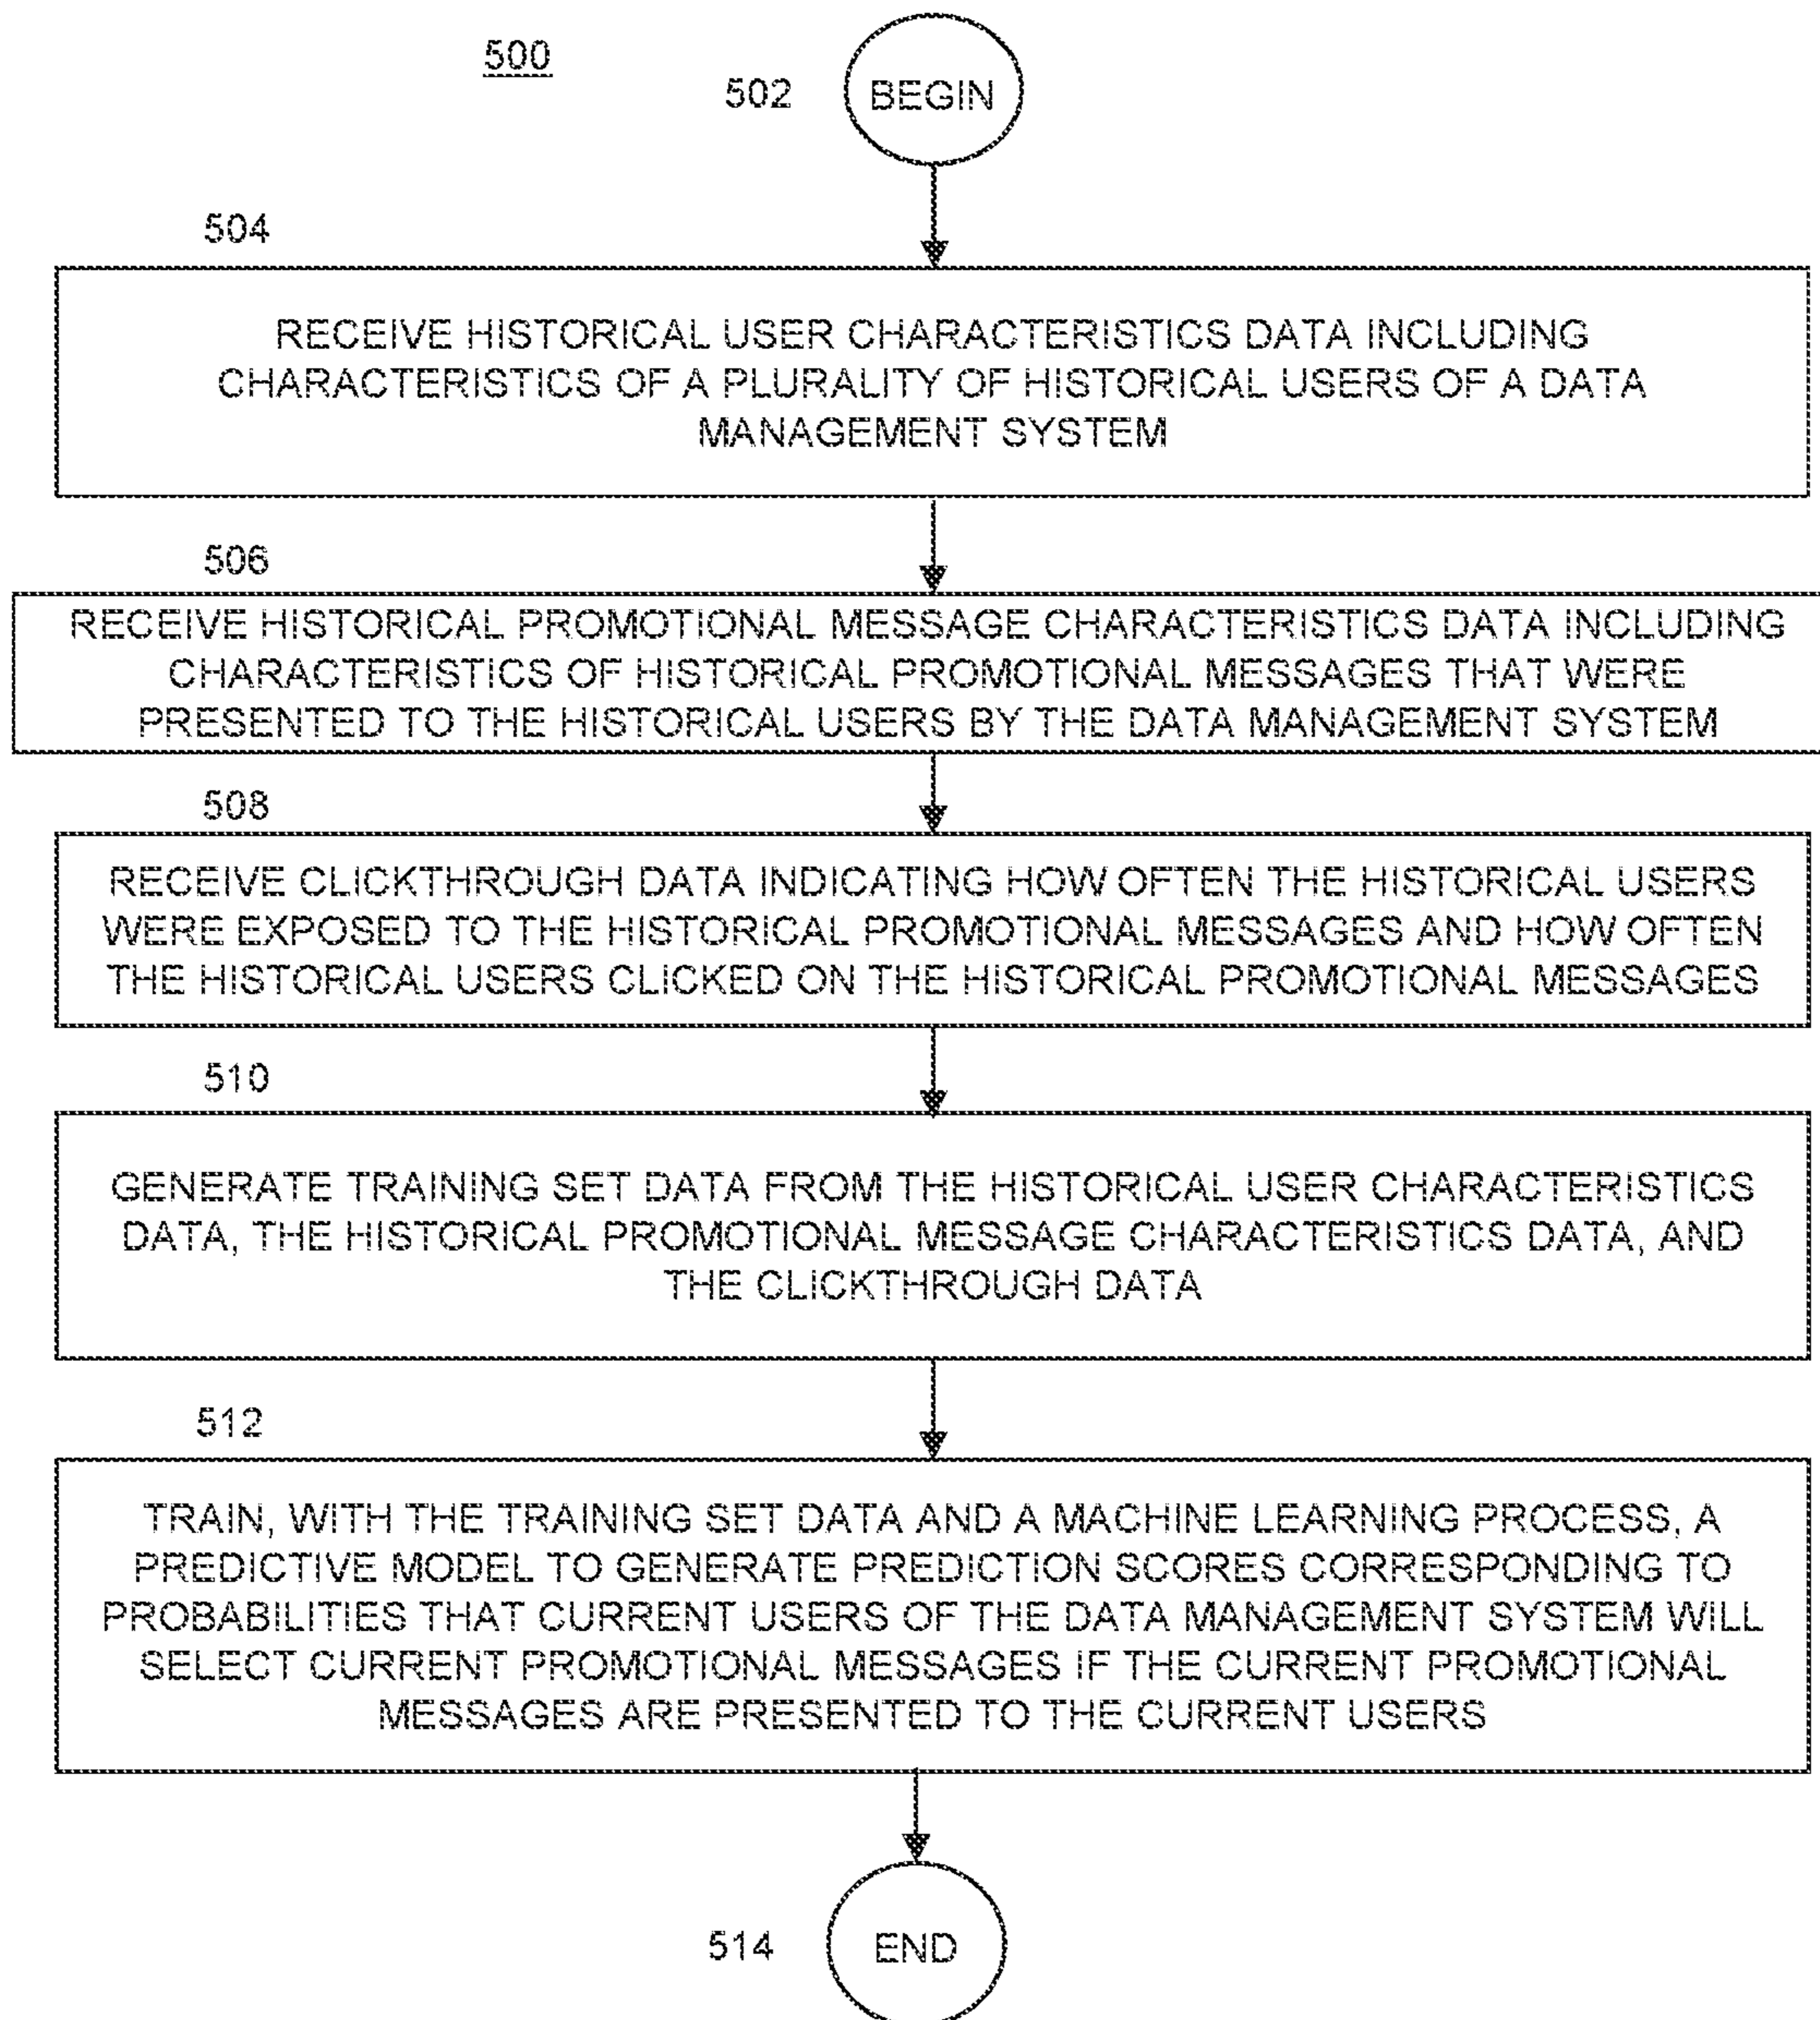 500
502
BEGIN
504
RECEIVE HISTORICAL USER CHARACTERISTICS DATA INCLUDING
CHARACTERISTICS OF A PLURALITY OF HISTORICAL USERS OF A DATA
MANAGEMENT SYSTEM
506
RECEIVE HISTORICAL PROMOTIONAL MESSAGE CHARACTERISTICS DATA INCLUDING
CHARACTERISTICS OF HISTORICAL PROMOTIONAL MESSAGES THAT WERE
PRESENTED TO THE HISTORICAL USERS BY THE DATA MANAGEMENT SYSTEM
508
RECEIVE CLICKTHROUGH DATA INDICATING HOW OFTEN THE HISTORICAL USERS
WERE EXPOSED TO THE HISTORICAL PROMOTIONAL MESSAGES AND HOW OFTEN
THE HISTORICAL USERS CLICKED ON THE HISTORICAL PROMOTIONAL MESSAGES
510
GENERATE TRAINING SET DATA FROM THE HISTORICAL USER CHARACTERISTICS
DATA, THE HISTORICAL PROMOTIONAL MESSAGE CHARACTERISTICS DATA, AND
THE CLICKTHROUGH DATA
512
TRAIN, WITH THE TRAINING SET DATA AND A MACHINE LEARNING PROCESS, A
PREDICTIVE MODEL TO GENERATE PREDICTION SCORES CORRESPONDING TO
PROBABILITIES THAT CURRENT USERS OF THE DATA MANAGEMENT SYSTEM WILL
SELECT CURRENT PROMOTIONAL MESSAGES IF THE CURRENT PROMOTIONAL
MESSAGES ARE PRESENTED TO THE CURRENT USERS
514
END